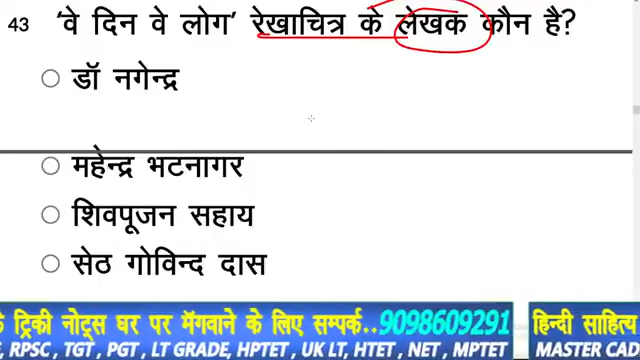 43 'वे दिन वे लोग' रेखाचित्र के लेखक कौन है?
डॉ नगेन्द्र
महेन्द्र भटनागर
शिवपूजन सहाय
सेठ गोविन्द दास
ट्रिकी नोट्स घर पर मॅगवाने के लिए सम्पर्क..9098609291 हिन्दी साहित्य
RPSC, TGT , PGT , LT GRADE, HPTET , UK LT, HTET , NET , MPTET MASTER